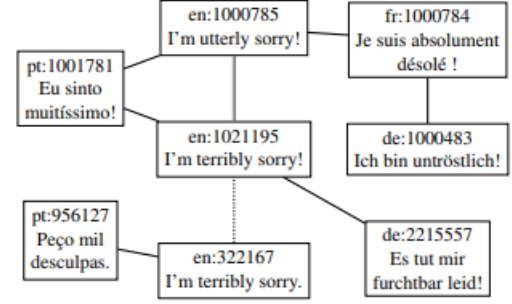 en:1000785
I'm utterly sorry!
fr:1000784
Je suis absolument
désolé !
pt:1001781
Eu sinto
muitíssimo!
en:1021195
I'm terribly sorry!
de:1000483
Ich bin untröstlich!
pt:956127
Peço mil
desculpas.
en:322167
I'm terribly sorry.
de:2215557
Es tut mir
furchtbar leid!